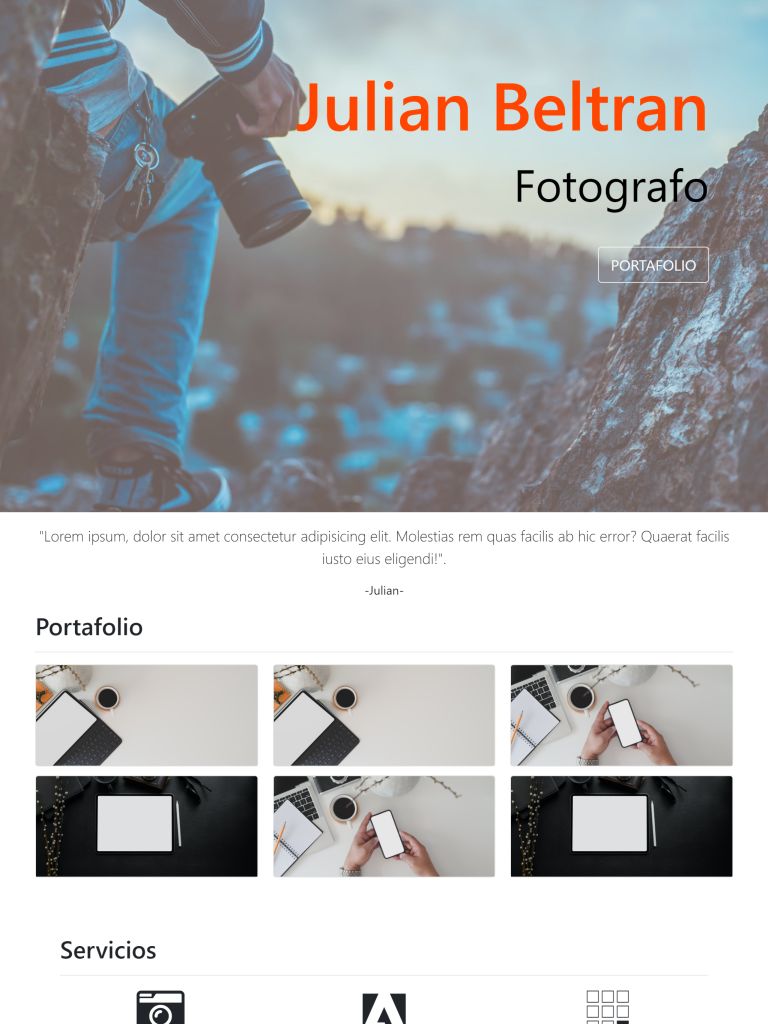 Julian Beltran
Fotografo
PORTAFOLIO
"Lorem ipsum, dolor sit amet consectetur adipisicing elit. Molestias rem quas facilis ab hic error? Quaerat facilis
iusto eius eligendi!".
-Julian-
Portafolio
Servicios